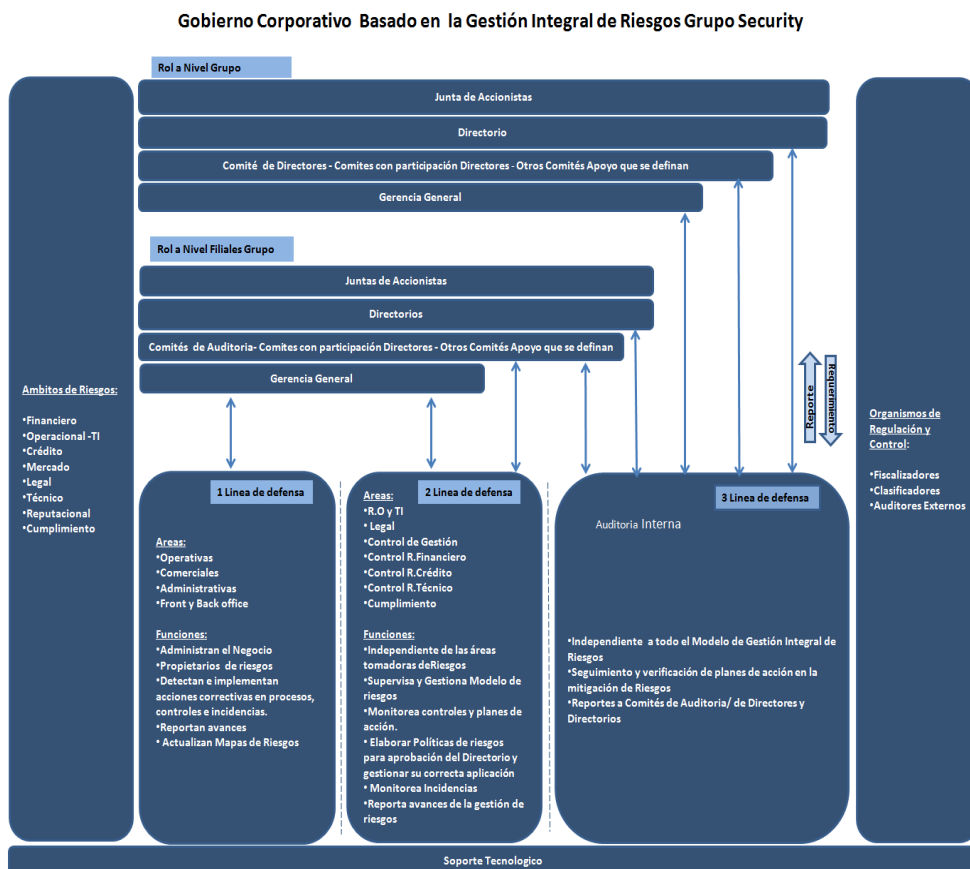 Gobierno Corporativo Basado en la Gestión Integral de Riesgos Grupo Security
Rol a Nivel Grupo
Junta de Accionistas
Directorio
Comité de Directores - Comites con participación Directores - Otros Comités Apoyo que se definan
Gerencia General
Rol a Nivel Filiales Grupo
Juntas de Accionistas
Directorios
Comités de Auditoria- Comites con participación Directores - Otros Comités Apoyo que se definan
Gerencia General
Ambitos de Riesgos:
•Financiero
•Operacional -TI
•Crédito
•Mercado
•Legal
•Técnico
•Reputacional
•Cumplimiento
Reporte
Requerimiento
Organismos de
Regulación y
Control:
•Fiscalizadores
•Clasificadores
•Auditores Externos
1 Linea de defensa
Areas:
•Operativas
•Comerciales
•Administrativas
•Front y Back office
Funciones:
•Administran el Negocio
•Propietarios de riesgos
•Detectan e implementan
acciones correctivas en procesos,
controles e incidencias.
•Reportan avances
• Actualizan Mapas de Riesgos
2 Linea de defensa
Areas:
•R.O y TI
• Legal
•Control de Gestión
•Control R.Financiero
•Control R.Crédito
•Control R.Técnico
•Cumplimiento
Funciones:
•Independiente de las áreas
tomadoras deRiesgos
•Supervisa y Gestiona Modelo de
riesgos
•Monitorea controles y planes de
acción.
• Elaborar Políticas de riesgos
para aprobación del Directorio y
gestionar su correcta aplicación
• Monitorea Incidencias
•Reporta avances de la gestión de
riesgos
3 Linea de defensa
Auditoria Interna
•Independiente a todo el Modelo de Gestión Integral de
Riesgos
•Seguimiento y verificación de planes de acción en la
mitigación de Riesgos
•Reportes a Comités de Auditoria/ de Directores y
Directorios
Soporte Tecnologico